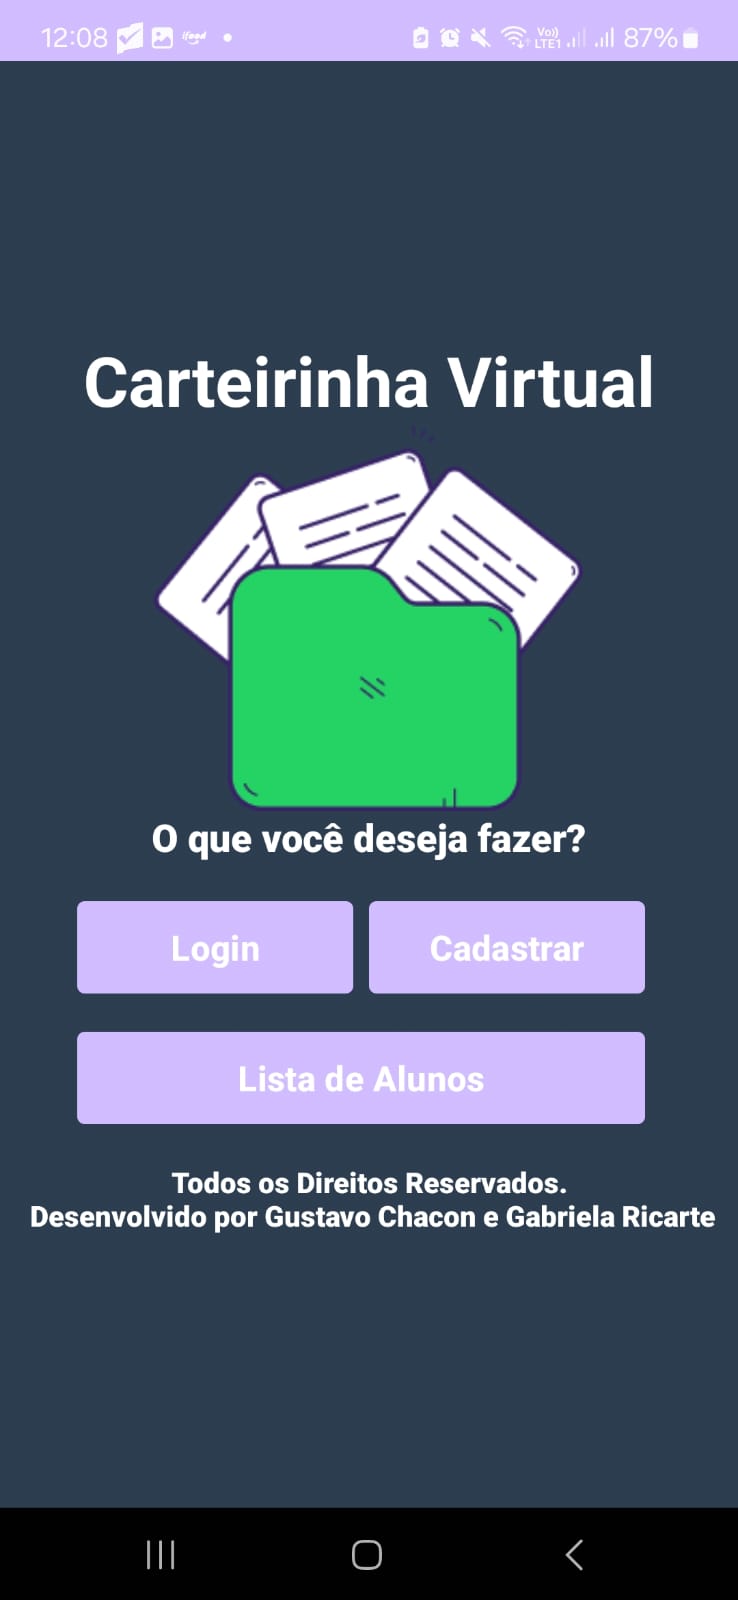 12:08 ifood Vo)) LTE1 87%
Carteirinha Virtual
O que você deseja fazer?
Login Cadastrar
Lista de Alunos
Todos os Direitos Reservados.
Desenvolvido por Gustavo Chacon e Gabriela Ricarte